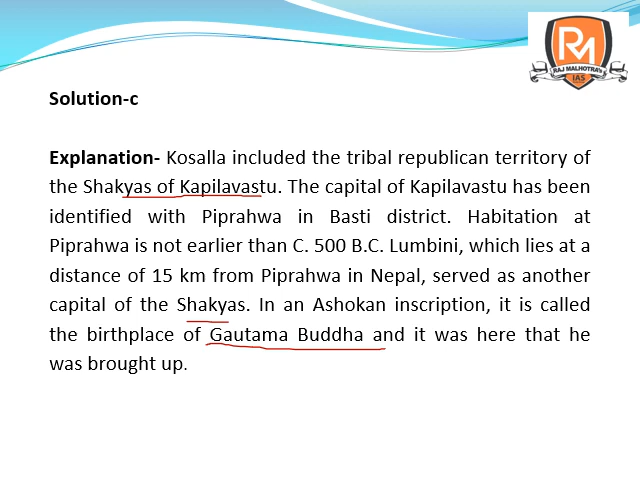 RM
RAJ MALHOTRA'S
IAS
Solution-c
Explanation- Kosalla included the tribal republican territory of
the Shakyas of Kapilavastu. The capital of Kapilavastu has been
identified with Piprahwa in Basti district. Habitation at
Piprahwa is not earlier than C. 500 B.C. Lumbini, which lies at a
distance of 15 km from Piprahwa in Nepal, served as another
capital of the Shakyas. In an Ashokan inscription, it is called
the birthplace of Gautama Buddha and it was here that he
was brought up.